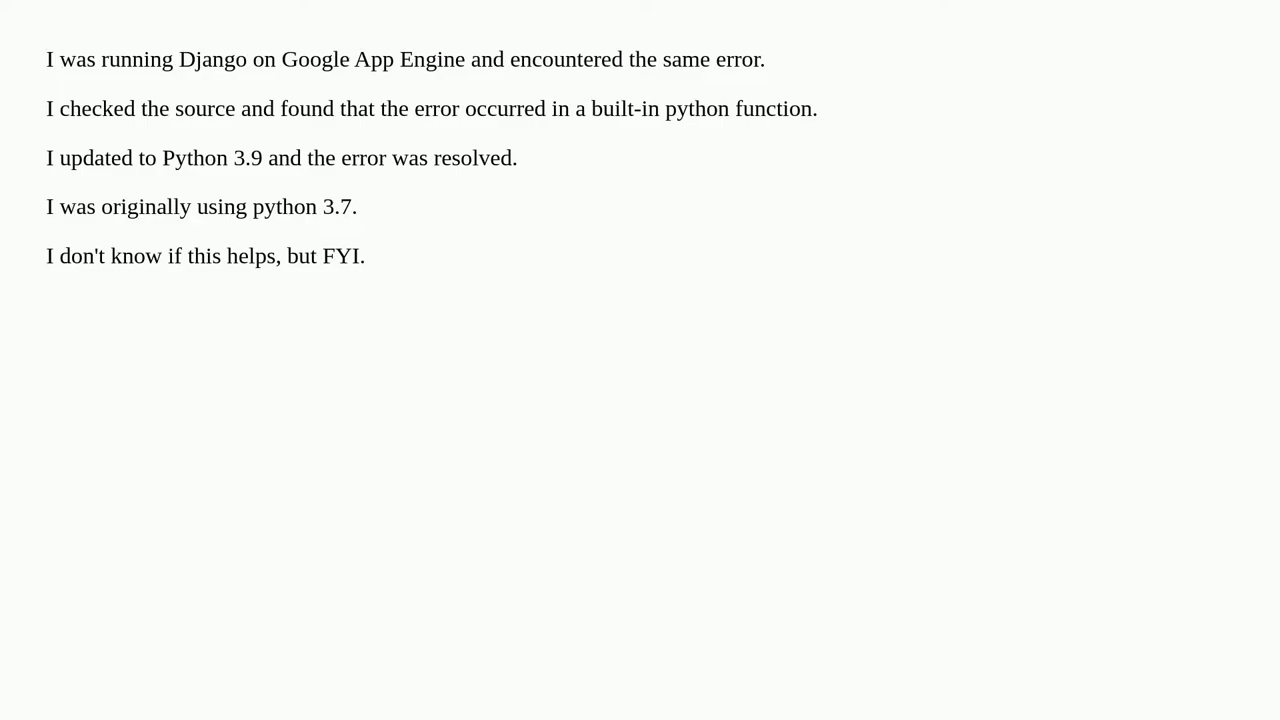 I was running Django on Google App Engine and encountered the same error.
I checked the source and found that the error occurred in a built-in python function.
I updated to Python 3.9 and the error was resolved.
I was originally using python 3.7.
I don't know if this helps, but FYI.